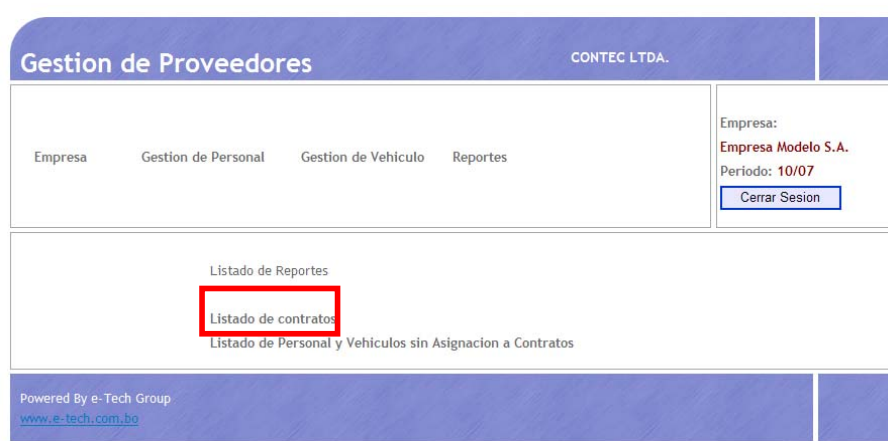 Gestion de Proveedores
CONTEC LTDA.
Empresa
Gestion de Personal
Gestion de Vehiculo
Reportes
Empresa:
Empresa Modelo S.A.
Periodo: 10/07
Cerrar Sesion
Listado de Reportes
Listado de contratos
Listado de Personal y Vehiculos sin Asignacion a Contratos
Powered By e-Tech Group
www.e-tech.com.bo